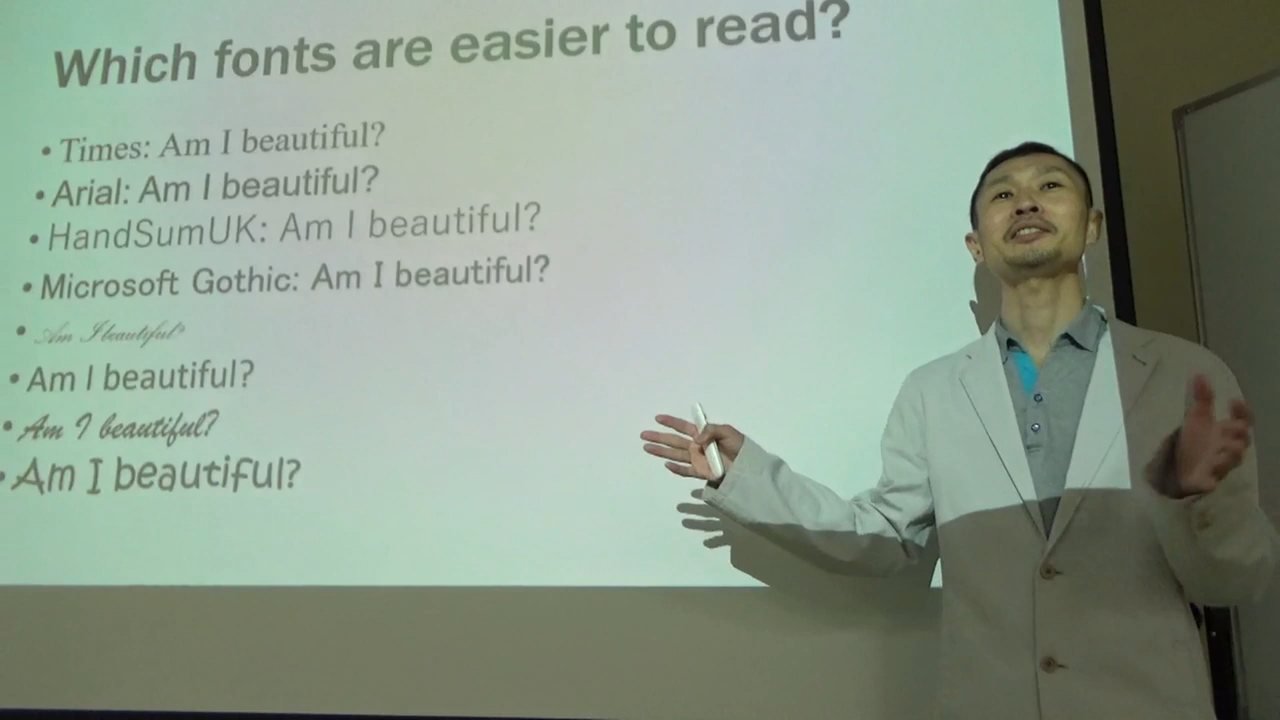 Which fonts are easier to read?
• Times: Am I beautiful?
• Arial: Am I beautiful?
• HandSumUK: Am I beautiful?
• Microsoft Gothic: Am I beautiful?
• Am I beautiful?
• Am I beautiful?
• Am I beautiful?
• Am I beautiful?